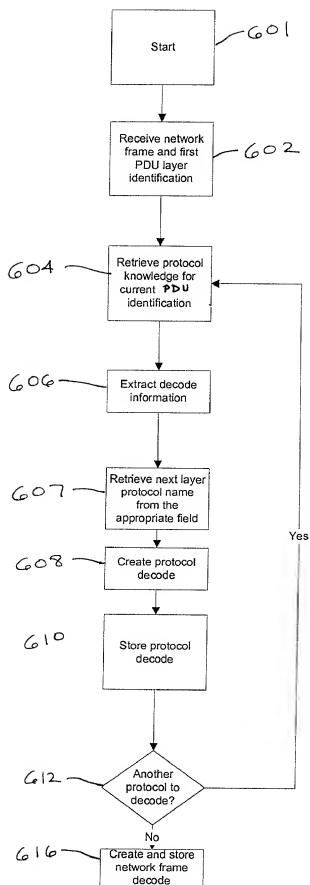 Start
601
Receive network
frame and first
PDU layer
identification
602
604
Retrieve protocol
knowledge for
current PDU
identification
606
Extract decode
information
607
Retrieve next layer
protocol name
from the
appropriate field
Yes
608
Create protocol
decode
610
Store protocol
decode
612
Another
protocol to
decode?
No
616
Create and store
network frame
decode